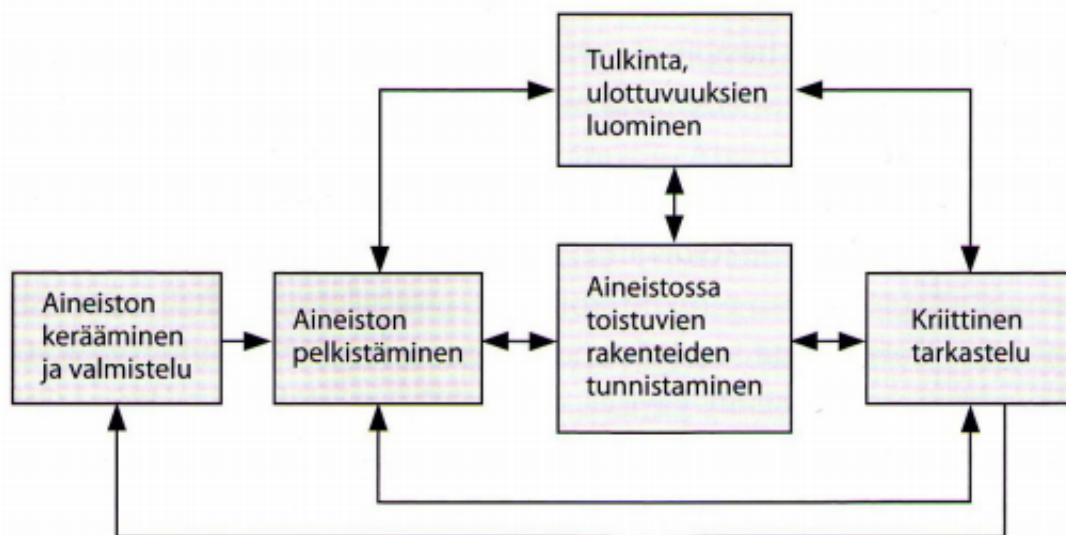 Tulkinta,
ulottuvuuksien
luominen
Aineiston
kerääminen
ja valmistelu
Aineiston
pelkistäminen
Aineistossa
toistuvien
rakenteiden
tunnistaminen
Kriittinen
tarkastelu